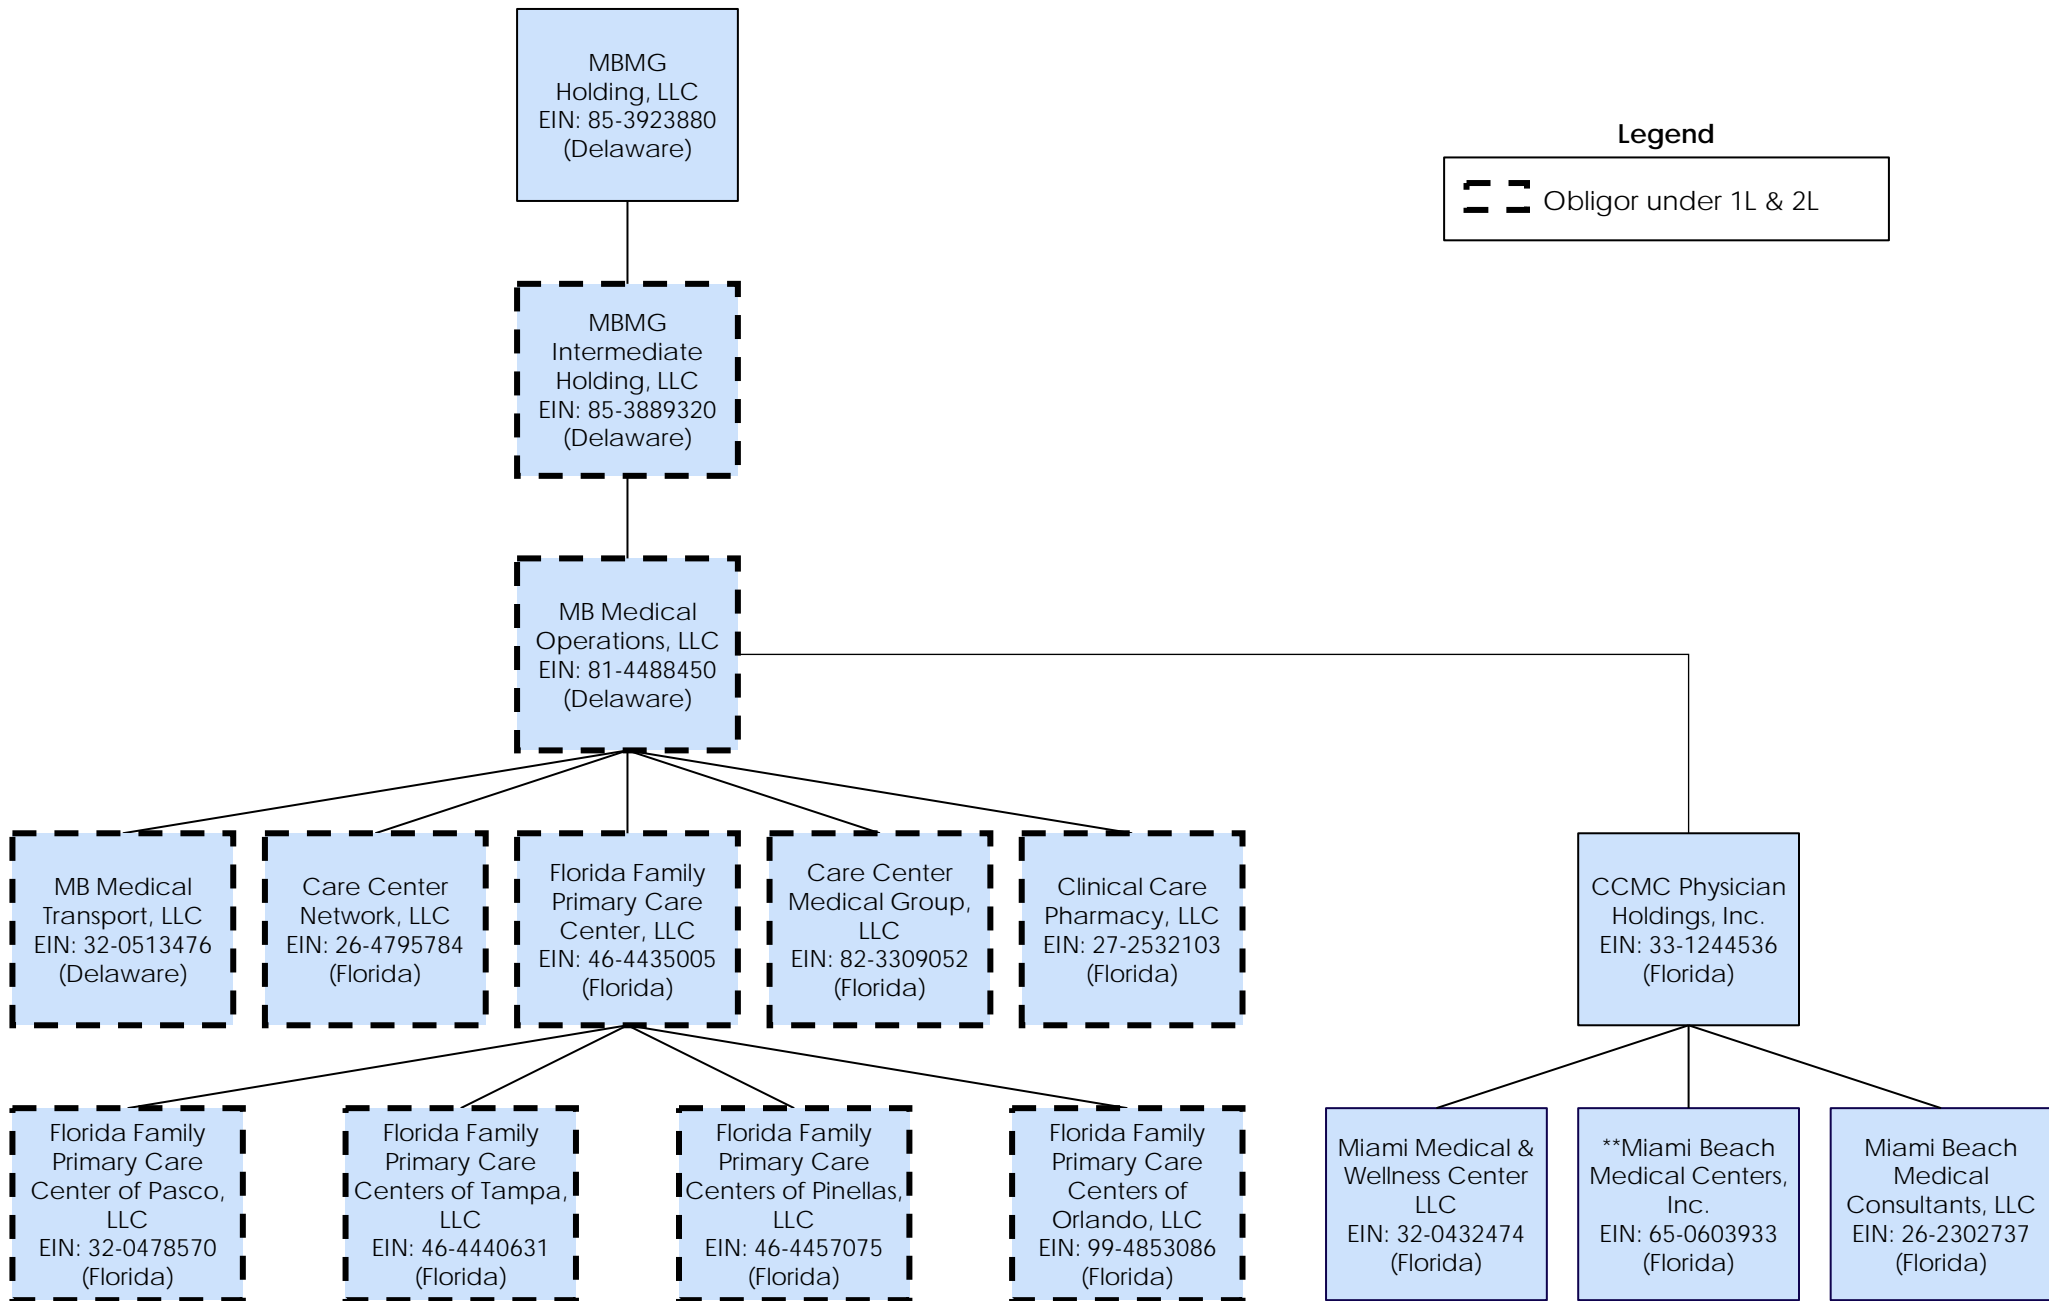 MBMG
Holding, LLC
EIN: 85-3923880
(Delaware)
Legend
Obligor under 1L & 2L
MBMG
Intermediate
Holding, LLC
EIN: 85-3889320
(Delaware)
MB Medical
Operations, LLC
EIN: 81-4488450
(Delaware)
MB Medical
Transport, LLC
EIN: 32-0513476
(Delaware)
Care Center
Network, LLC
EIN: 26-4795784
(Florida)
Florida Family
Primary Care
Center, LLC
EIN: 46-4435005
(Florida)
Care Center
Medical Group,
LLC
EIN: 82-3309052
(Florida)
Clinical Care
Pharmacy, LLC
EIN: 27-2532103
(Florida)
CCMC Physician
Holdings, Inc.
EIN: 33-1244536
(Florida)
Florida Family
Primary Care
Center of Pasco,
LLC
EIN: 32-0478570
(Florida)
Florida Family
Primary Care
Centers of Tampa,
LLC
EIN: 46-4440631
(Florida)
Florida Family
Primary Care
Centers of Pinellas,
LLC
EIN: 46-4457075
(Florida)
Florida Family
Primary Care
Centers of
Orlando, LLC
EIN: 99-4853086
(Florida)
Miami Medical &
Wellness Center
LLC
EIN: 32-0432474
(Florida)
**Miami Beach
Medical Centers,
Inc.
EIN: 65-0603933
(Florida)
Miami Beach
Medical
Consultants, LLC
EIN: 26-2302737
(Florida)